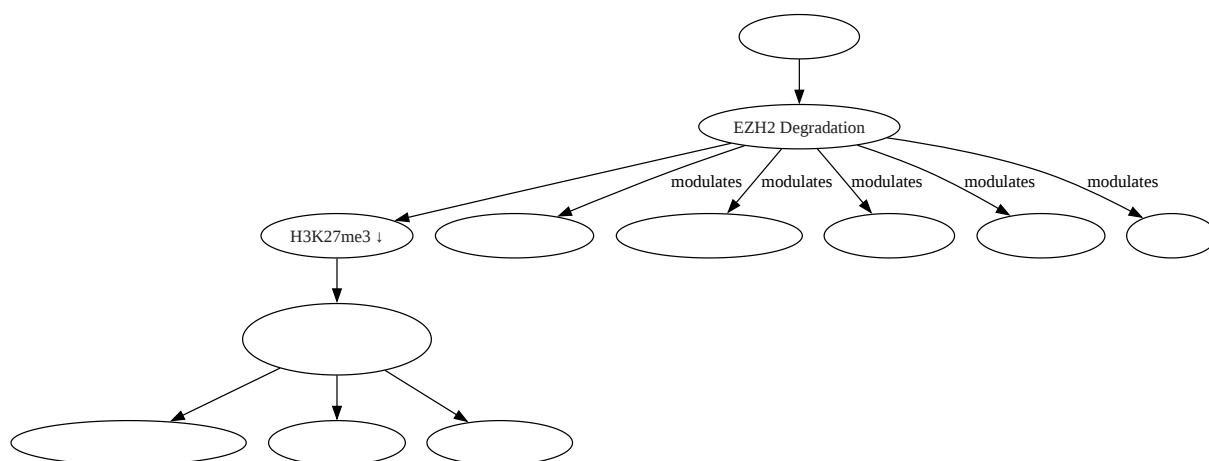 EZH2 Degradation
modulates
modulates
modulates
modulates
modulates
H3K27me3 ↓